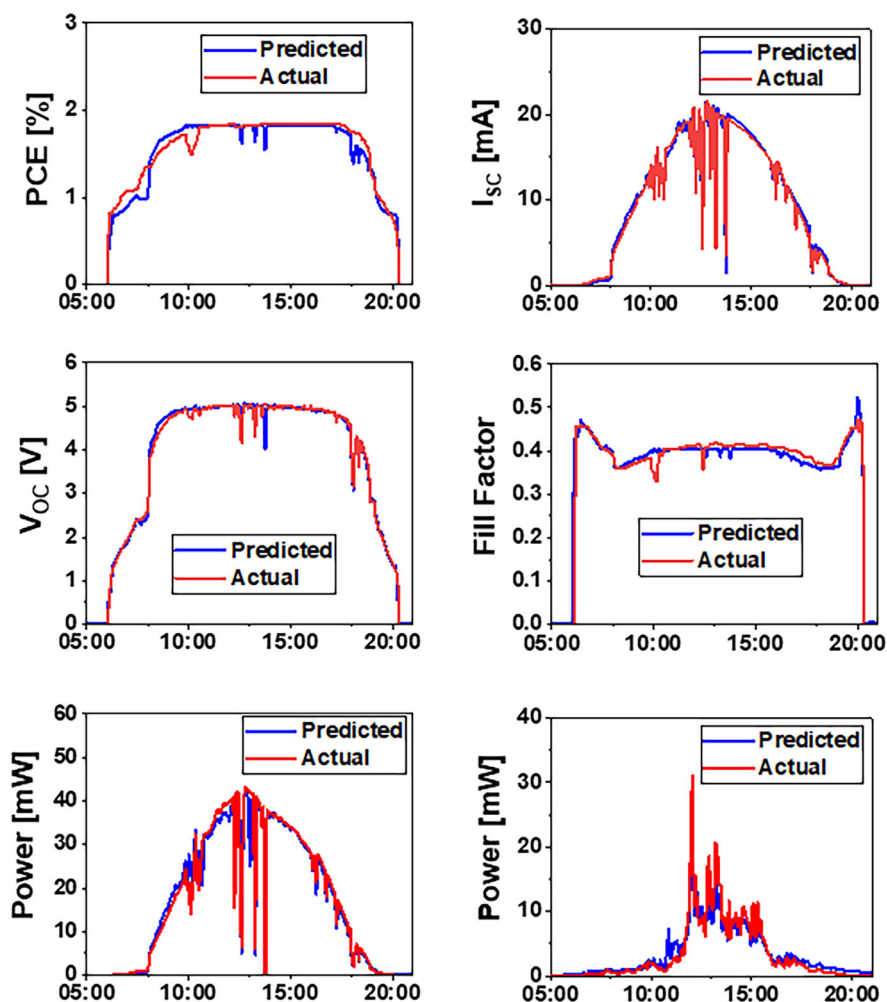 3
2
1
0
PCE [%]
Predicted
Actual
05:00 10:00 15:00 20:00
30
20
10
0
I_SC [mA]
Predicted
Actual
05:00 10:00 15:00 20:00
6
5
4
3
2
1
0
V_OC [V]
Predicted
Actual
05:00 10:00 15:00 20:00
0.6
0.5
0.4
0.3
0.2
0.1
0.0
Fill Factor
Predicted
Actual
05:00 10:00 15:00 20:00
60
50
40
30
20
10
0
Power [mW]
Predicted
Actual
05:00 10:00 15:00 20:00
40
30
20
10
0
Power [mW]
Predicted
Actual
05:00 10:00 15:00 20:00